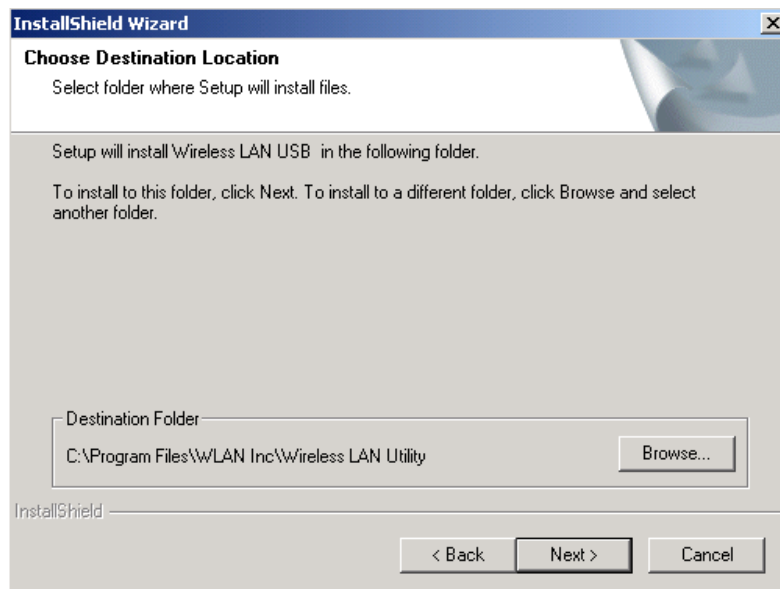 InstallShield Wizard
Choose Destination Location
Select folder where Setup will install files.
Setup will install Wireless LAN USB  in the following folder.
To install to this folder, click Next. To install to a different folder, click Browse and select
another folder.
Destination Folder
C:\Program Files\WLAN Inc\Wireless LAN Utility
Browse...
InstallShield
< Back
Next >
Cancel